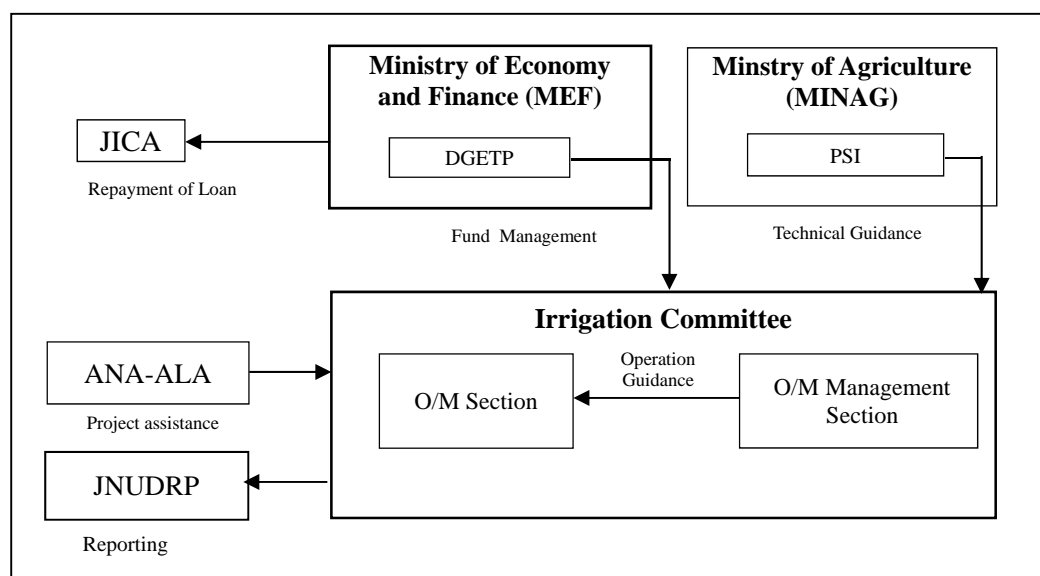 Ministry of Economy
and Finance (MEF)
DGETP
Minstry of Agriculture
(MINAG)
PSI
JICA
Repayment of Loan
Fund Management
Technical Guidance
Irrigation Committee
ANA-ALA
Project assistance
O/M Section
Operation
Guidance
O/M Management
Section
JNUDRP
Reporting